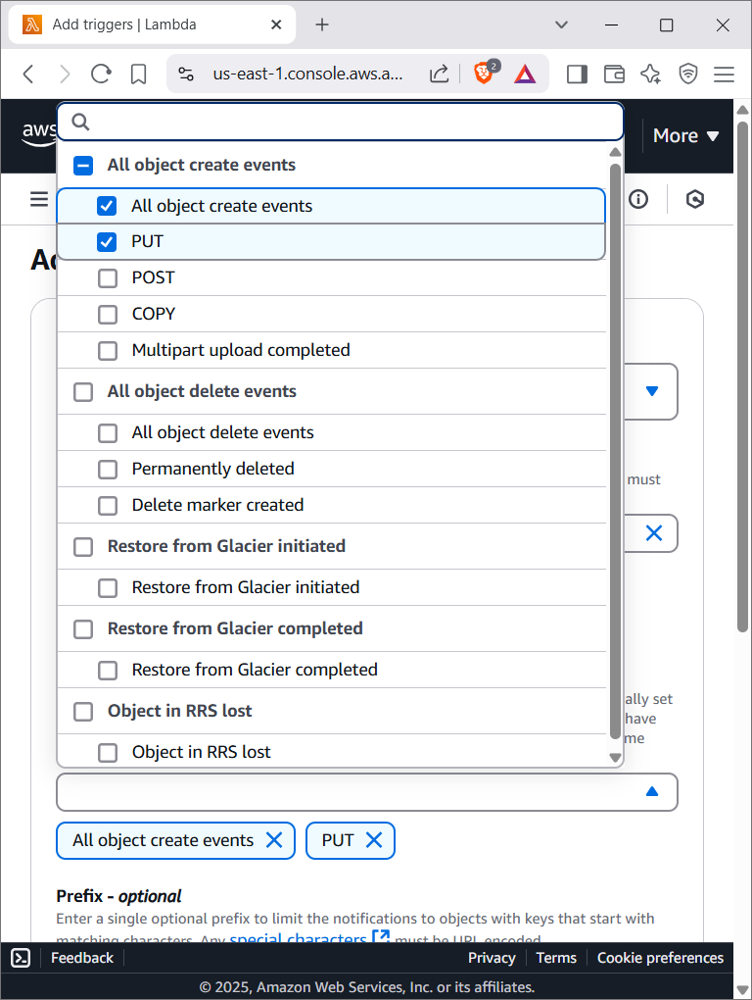 Add triggers | Lambda
us-east-1.console.aws.a...
2
aws
More
All object create events
All object create events
PUT
POST
COPY
Multipart upload completed
All object delete events
All object delete events
Permanently deleted
Delete marker created
Restore from Glacier initiated
Restore from Glacier initiated
Restore from Glacier completed
Restore from Glacier completed
Object in RRS lost
Object in RRS lost
must
ally set
have
me
All object create events
PUT
Prefix - optional
Enter a single optional prefix to limit the notifications to objects with keys that start with
matching characters. Any special characters must be URL encoded.
Feedback
Privacy
Terms
Cookie preferences
© 2025, Amazon Web Services, Inc. or its affiliates.